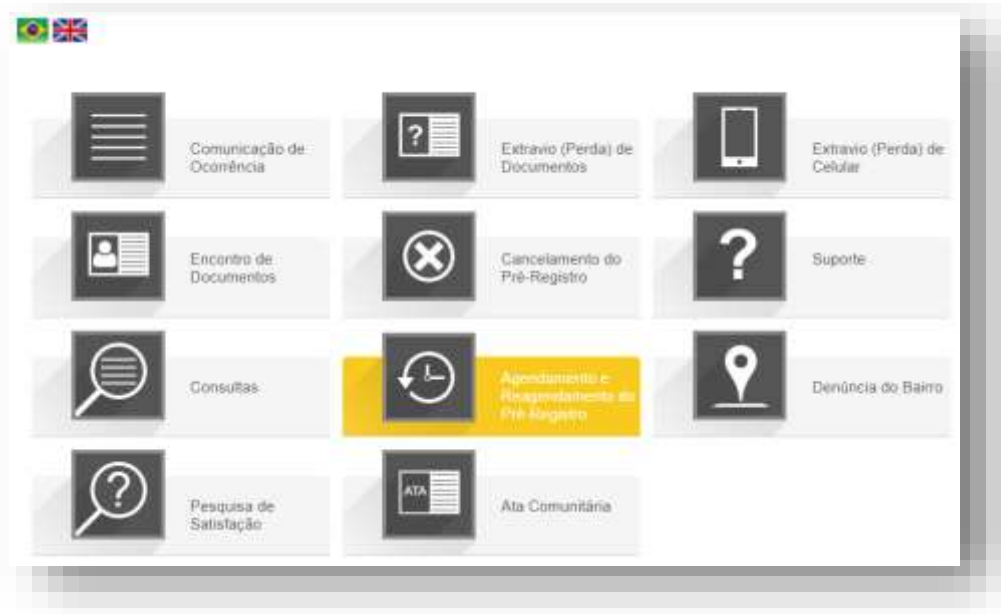 Comunicação de
Ocorrência
?
Extravio (Perda) de
Documentos
Extravio (Perda) de
Celular
Encontro de
Documentos
Cancelamento do
Pré-Registro
?
Suporte
Consultas
Agendamento e
Reagendamento do
Pré-Registro
Denúncia do Bairro
?
Pesquisa de
Satisfação
ATA
Ata Comunitária